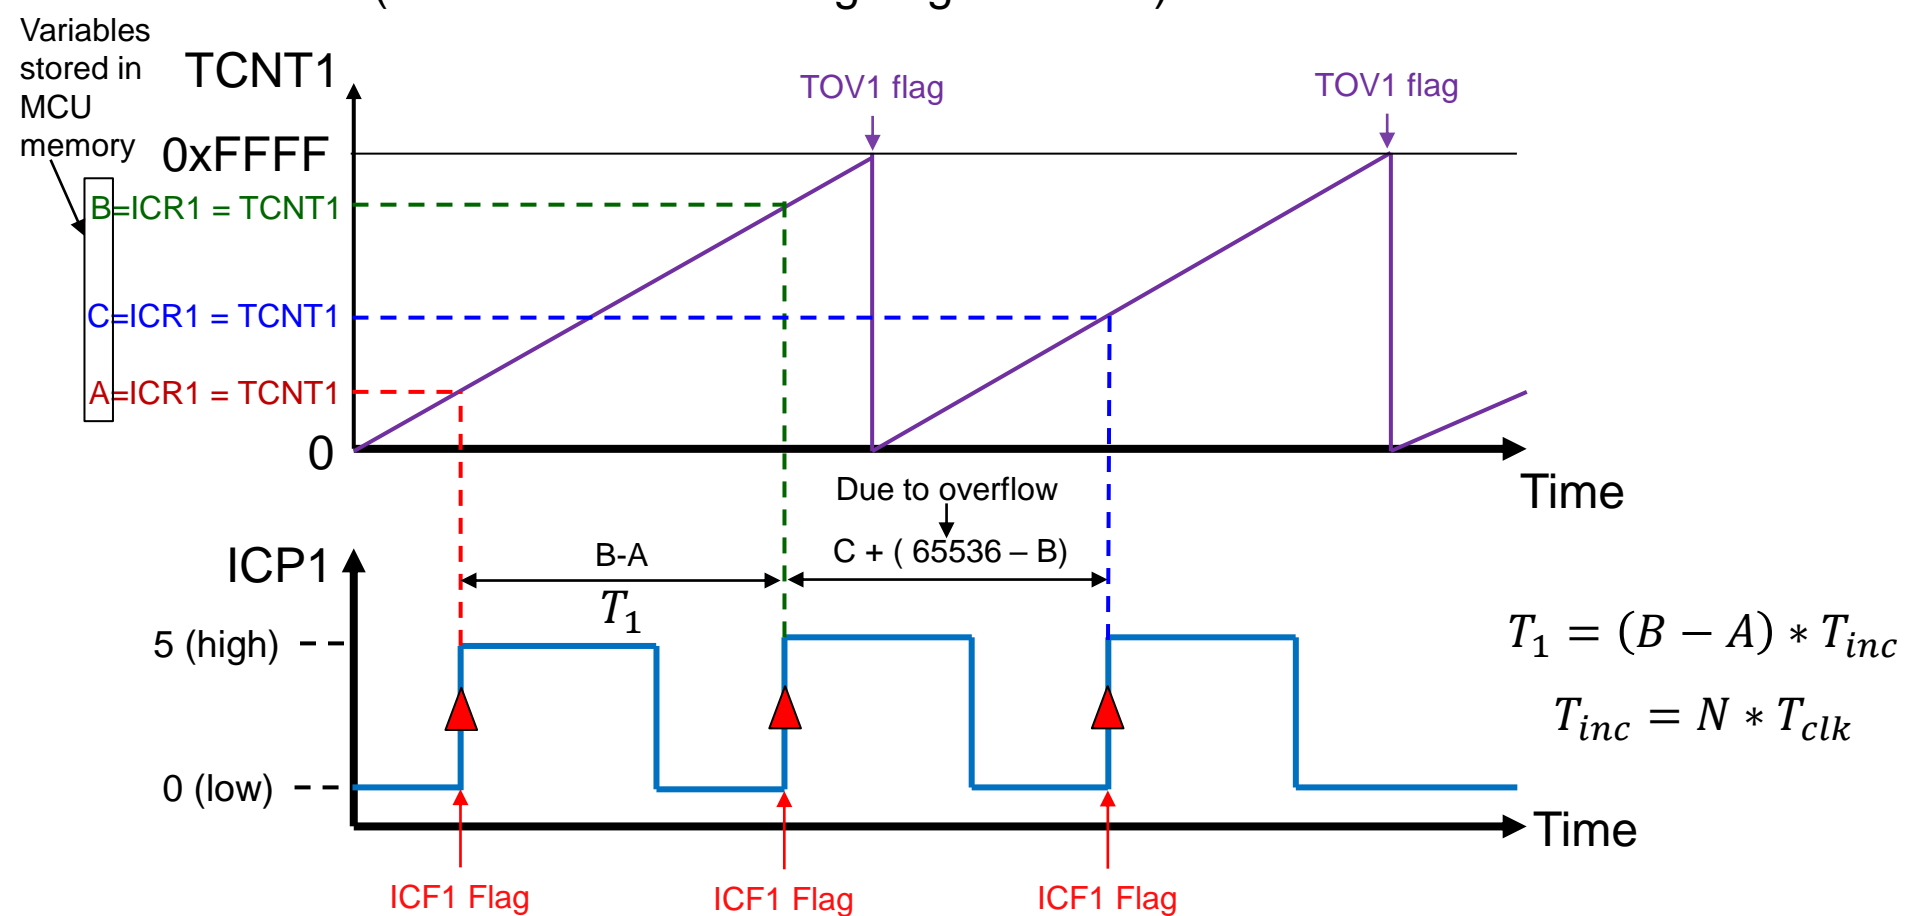 Variables
stored in
MCU
memory
TCNT1
0xFFFF
TOV1 flag
TOV1 flag
B=ICR1 = TCNT1
C=ICR1 = TCNT1
A=ICR1 = TCNT1
0
Time
Due to overflow
ICP1
B-A
C + ( 65536 – B)
T₁
5 (high)
T₁ = (B − A) ∗ Tᵢₙc
Tᵢₙc = N ∗ T_clk
0 (low)
Time
ICF1 Flag
ICF1 Flag
ICF1 Flag